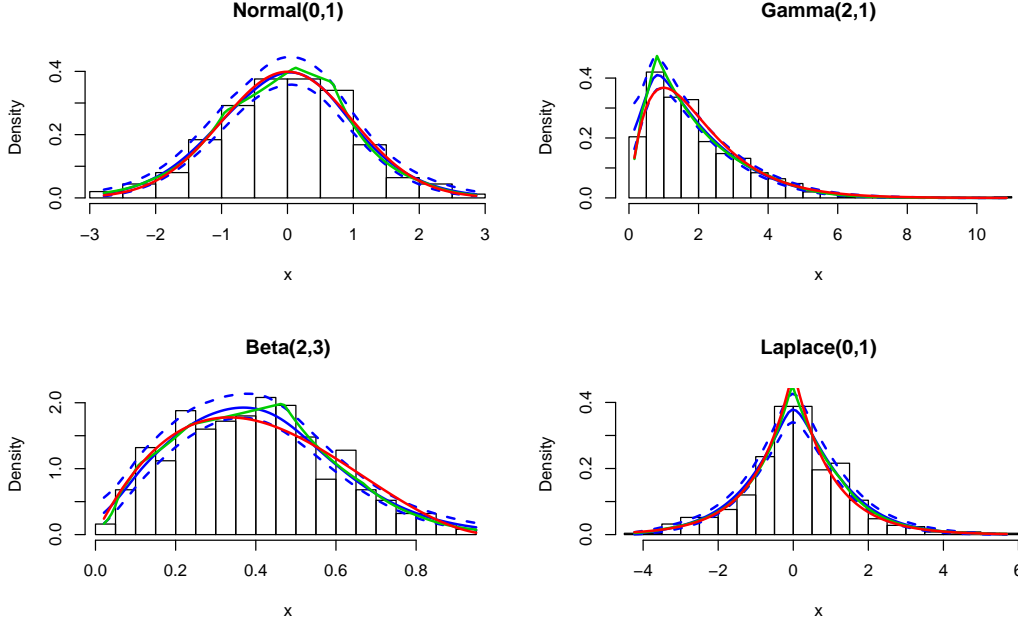 Normal(0,1)
Density
0.0 0.2 0.4
−3 −2 −1 0 1 2 3
x
Gamma(2,1)
Density
0.0 0.2 0.4
0 2 4 6 8 10
x
Beta(2,3)
Density
0.0 1.0 2.0
0.0 0.2 0.4 0.6 0.8
x
Laplace(0,1)
Density
0.0 0.2 0.4
−4 −2 0 2 4 6
x